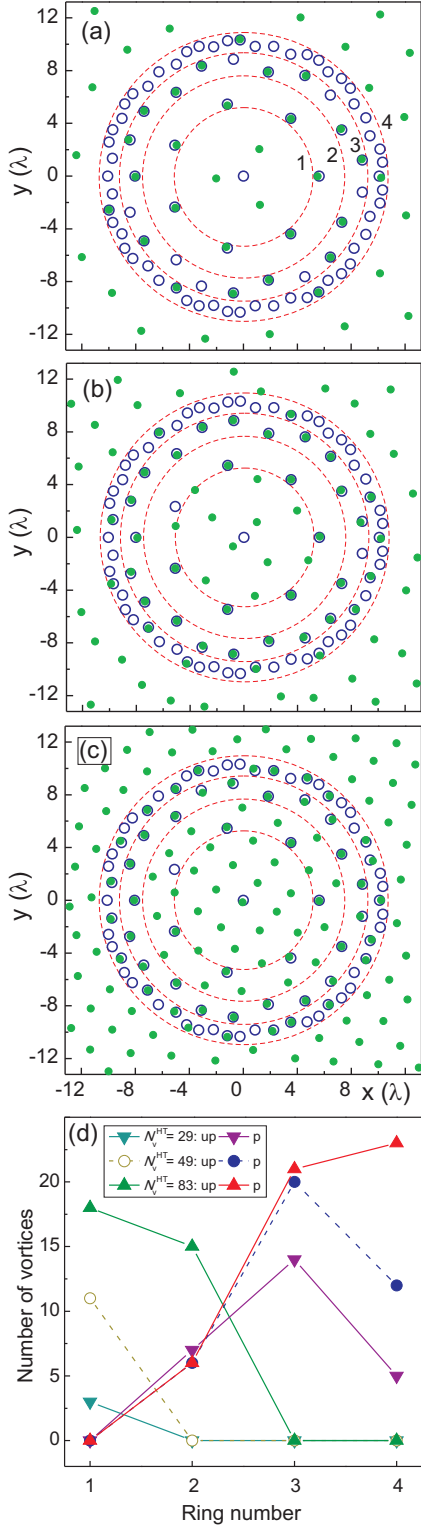 (a)
12
8
4
0
-4
-8
-12
y (λ)
1
2
3
4
(b)
12
8
4
0
-4
-8
-12
y (λ)
(c)
12
8
4
0
-4
-8
-12
y (λ)
-12 -8 -4 0 4 8 x (λ)
(d)
N_v^HT= 29: up p
N_v^HT= 49: up p
N_v^HT= 83: up p
20
15
10
5
0
Number of vortices
1 2 3 4
Ring number